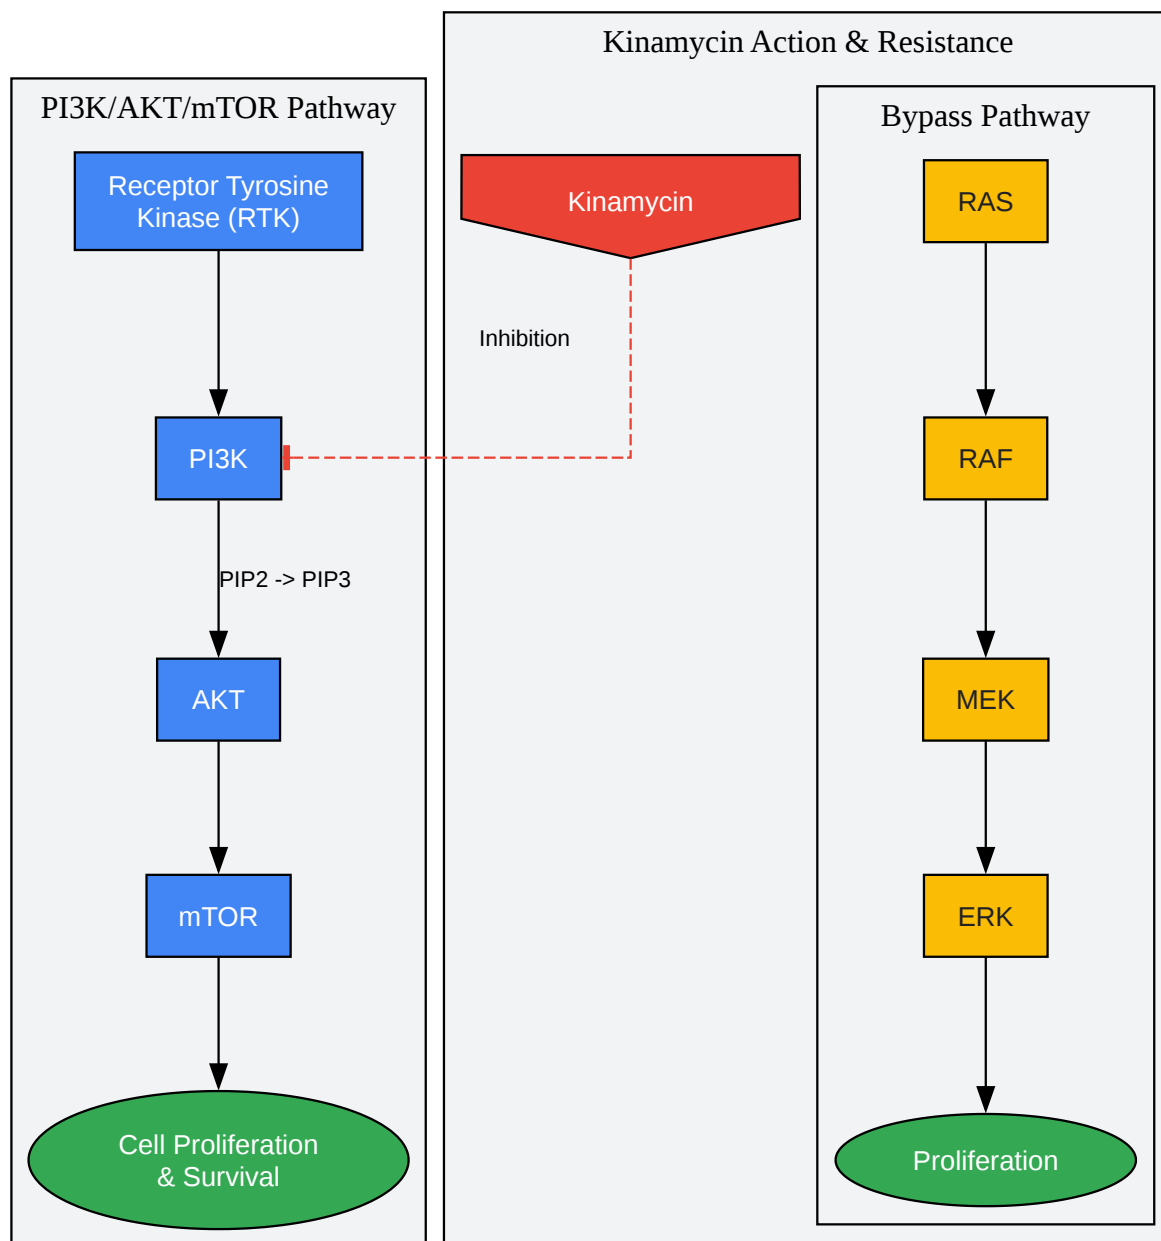 Kinamycin Action & Resistance
PI3K/AKT/mTOR Pathway
Receptor Tyrosine
Kinase (RTK)
PI3K
PIP2 -> PIP3
AKT
mTOR
Cell Proliferation
& Survival
Kinamycin
Inhibition
Bypass Pathway
RAS
RAF
MEK
ERK
Proliferation